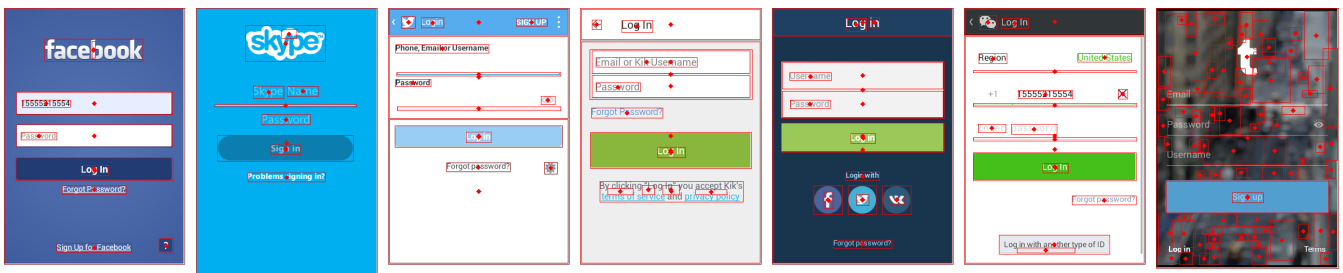 facebook
15555215554
Password
Log In
Forgot Password?
Sign Up for Facebook
?
skype
Skype Name
Password
Sign in
Problems signing in?
Log in
SIGN UP
Phone, Email or Username
Password
Log in
Forgot password?
Log In
Email or Kik Username
Password
Forgot Password?
Log In
By clicking "Log In" you accept Kik's
terms of service and privacy policy
Log in
Username
Password
Log in
Login with
f
Forgot password?
Log In
Region
United States
+1
15555215554
Enter password
Log In
Forgot password?
Log in with another type of ID
t
Email
Password
Username
Sign up
Log in
Terms